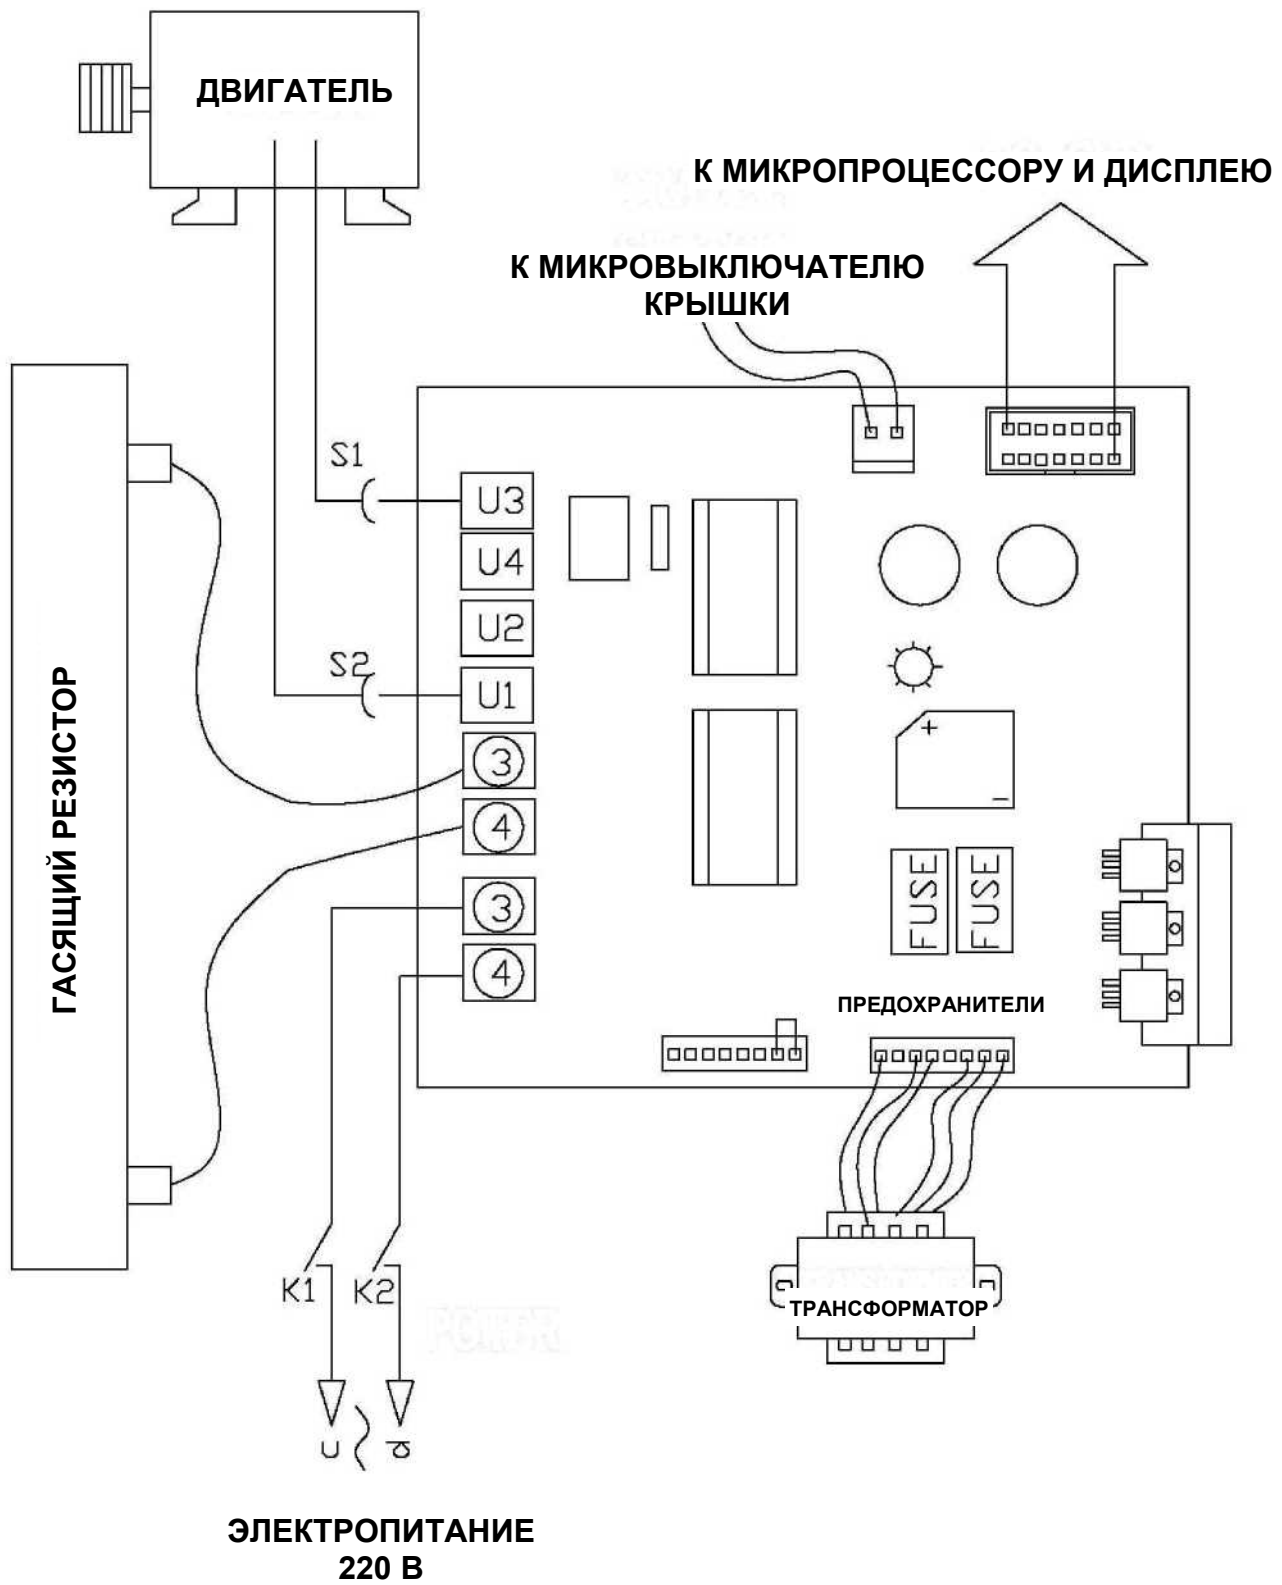 ДВИГАТЕЛЬ
К МИКРОПРОЦЕССОРУ И ДИСПЛЕЮ
К МИКРОВЫКЛЮЧАТЕЛЮ
КРЫШКИ
S1
U3
U4
U2
S2
U1
3
4
3
4
ГАСЯЩИЙ РЕЗИСТОР
+
−
FUSE
FUSE
ПРЕДОХРАНИТЕЛИ
K1
K2
POWER
ТРАНСФОРМАТОР
ЭЛЕКТРОПИТАНИЕ
220 В